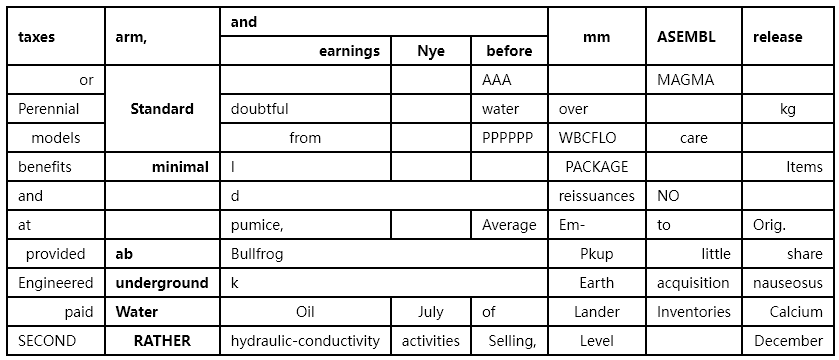 taxes arm, and mm ASEMBL release
earnings Nye before
or Standard AAA MAGMA
Perennial doubtful water over kg
models from PPPPPP WBCFLO care
benefits minimal l PACKAGE Items
and d reissuances NO
at pumice, Average Em- to Orig.
provided ab Bullfrog Pkup little share
Engineered underground k Earth acquisition nauseosus
paid Water Oil July of Lander Inventories Calcium
SECOND RATHER hydraulic-conductivity activities Selling, Level December